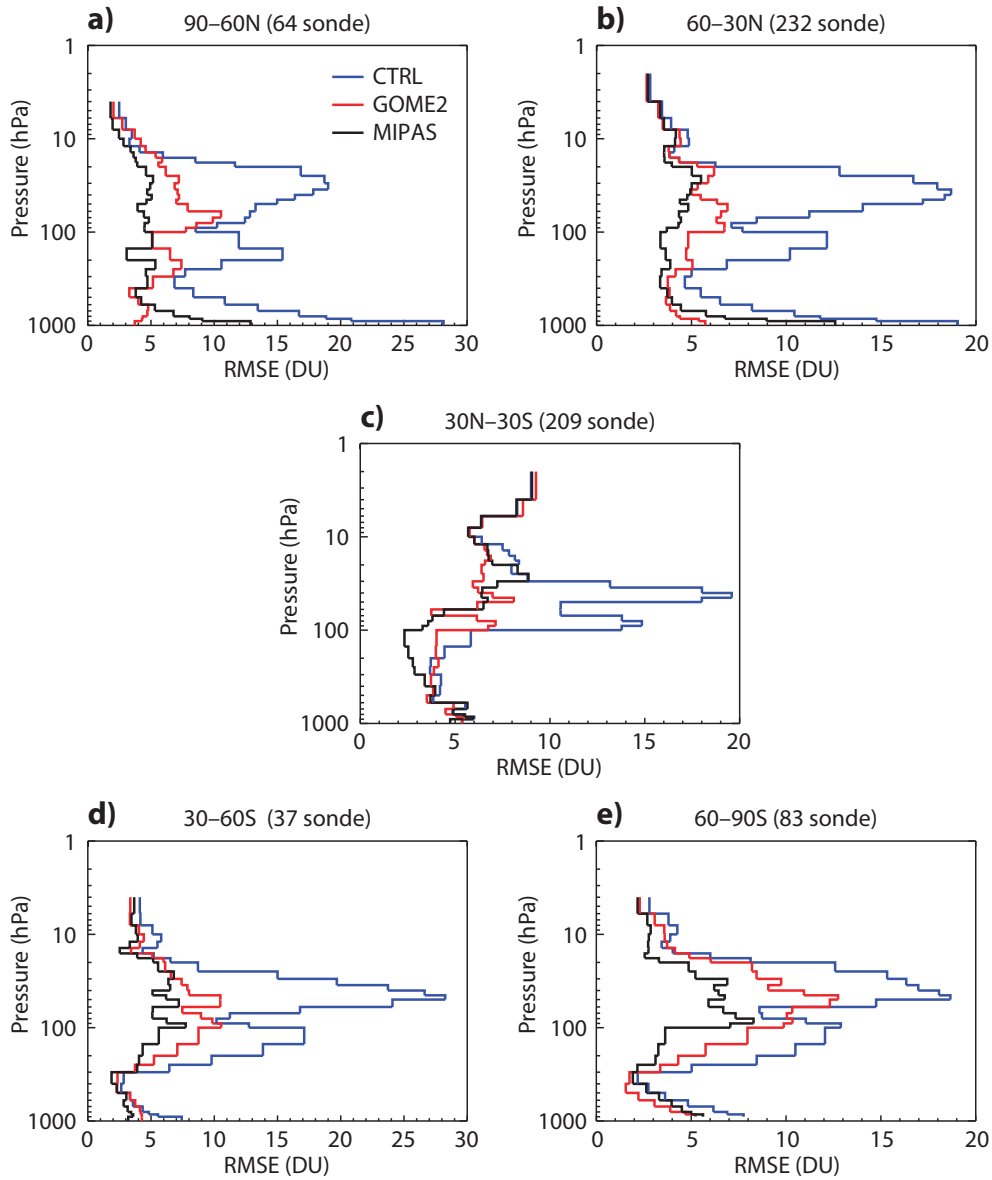 a) 90–60N (64 sonde)
1
10
100
1000
Pressure (hPa)
CTRL
GOME2
MIPAS
0 5 10 15 20 25 30
RMSE (DU)
b) 60–30N (232 sonde)
1
10
100
1000
Pressure (hPa)
0 5 10 15 20
RMSE (DU)
c) 30N–30S (209 sonde)
1
10
100
1000
Pressure (hPa)
0 5 10 15 20
RMSE (DU)
d) 30–60S (37 sonde)
1
10
100
1000
Pressure (hPa)
0 5 10 15 20 25 30
RMSE (DU)
e) 60–90S (83 sonde)
1
10
100
1000
Pressure (hPa)
0 5 10 15 20
RMSE (DU)